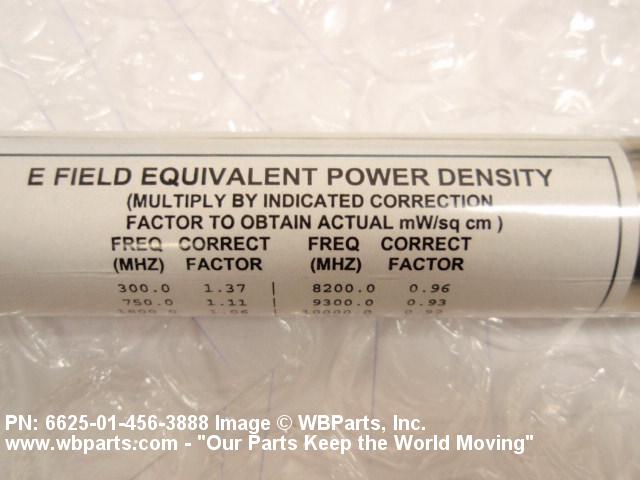 E FIELD EQUIVALENT POWER DENSITY
(MULTIPLY BY INDICATED CORRECTION
FACTOR TO OBTAIN ACTUAL mW/sq cm )
FREQ CORRECT FREQ CORRECT
(MHZ) FACTOR (MHZ) FACTOR
300.0 1.37 | 8200.0 0.96
750.0 1.11 | 9300.0 0.93
PN: 6625-01-456-3888 Image © WBParts, Inc.
www.wbparts.com - "Our Parts Keep the World Moving"